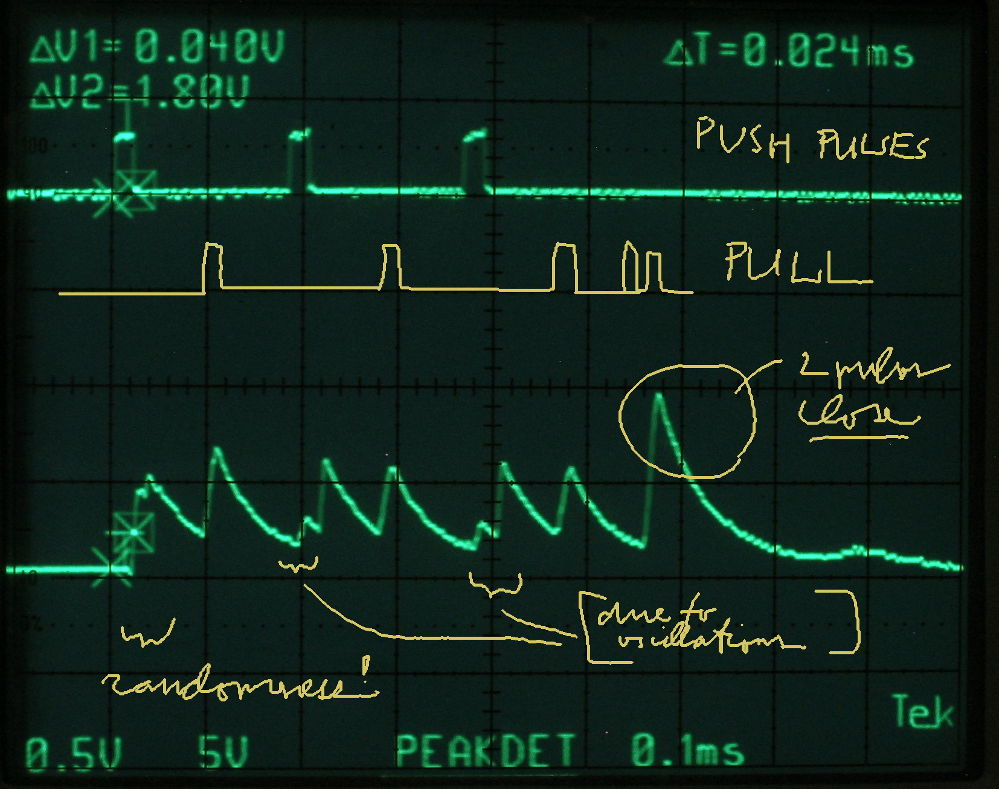 ΔV1= 0.040V
ΔT=0.024ms
ΔV2=1.80V
PUSH PULSES
PULL
2 pulses
close
due to
oscillations
randomness!
Tek
0.5V 5V PEAKDET 0.1ms